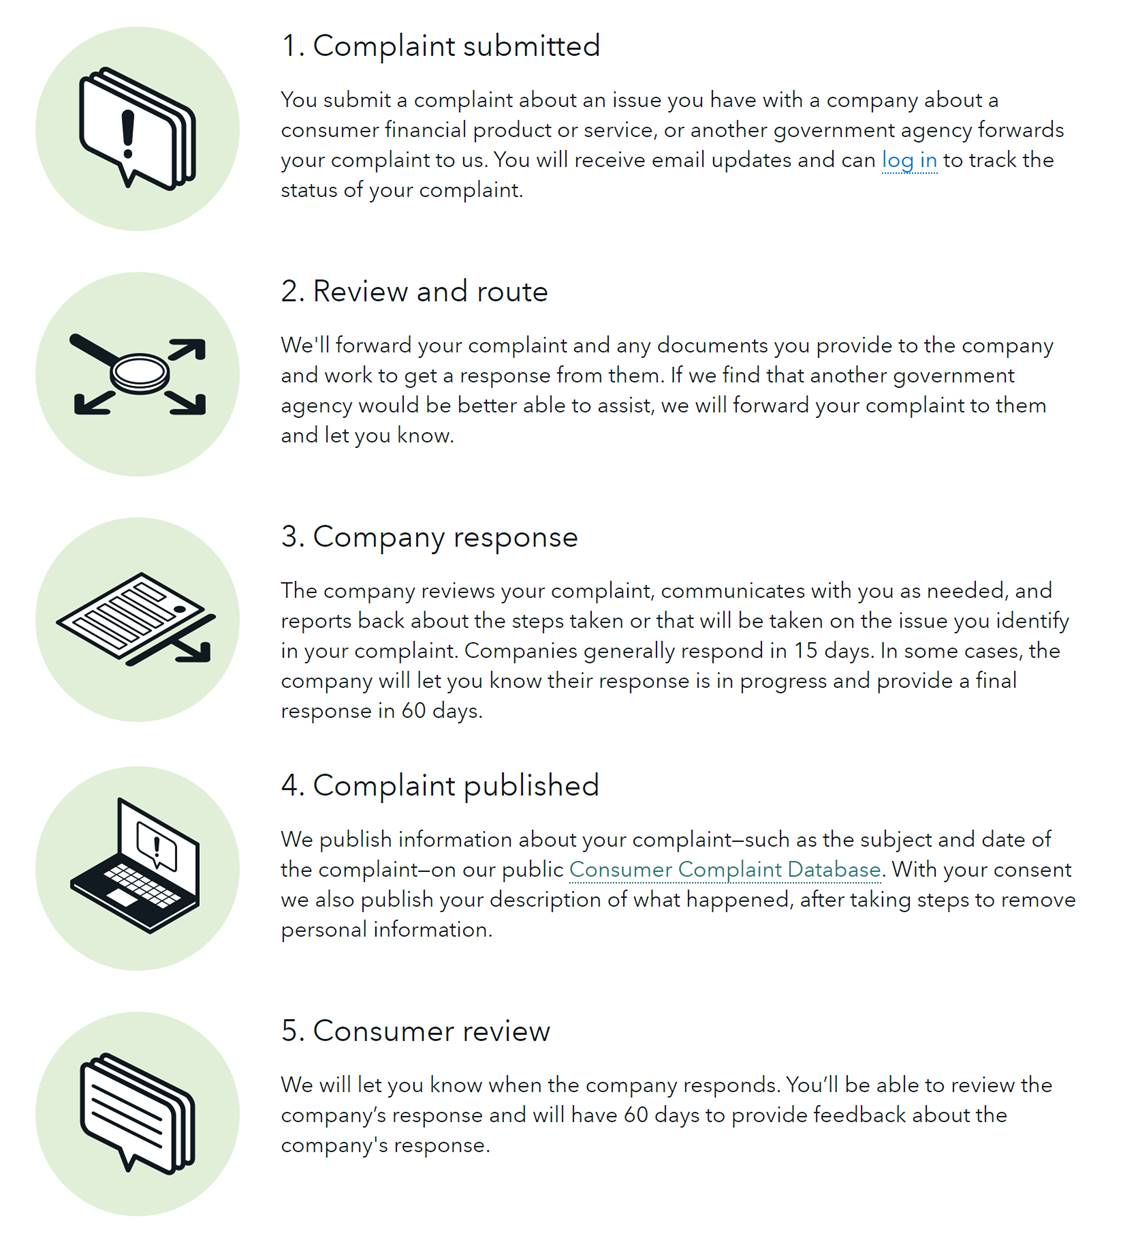 1. Complaint submitted
You submit a complaint about an issue you have with a company about a
consumer financial product or service, or another government agency forwards
your complaint to us. You will receive email updates and can log in to track the
status of your complaint.
2. Review and route
We'll forward your complaint and any documents you provide to the company
and work to get a response from them. If we find that another government
agency would be better able to assist, we will forward your complaint to them
and let you know.
3. Company response
The company reviews your complaint, communicates with you as needed, and
reports back about the steps taken or that will be taken on the issue you identify
in your complaint. Companies generally respond in 15 days. In some cases, the
company will let you know their response is in progress and provide a final
response in 60 days.
4. Complaint published
We publish information about your complaint—such as the subject and date of
the complaint—on our public Consumer Complaint Database. With your consent
we also publish your description of what happened, after taking steps to remove
personal information.
5. Consumer review
We will let you know when the company responds. You’ll be able to review the
company’s response and will have 60 days to provide feedback about the
company's response.